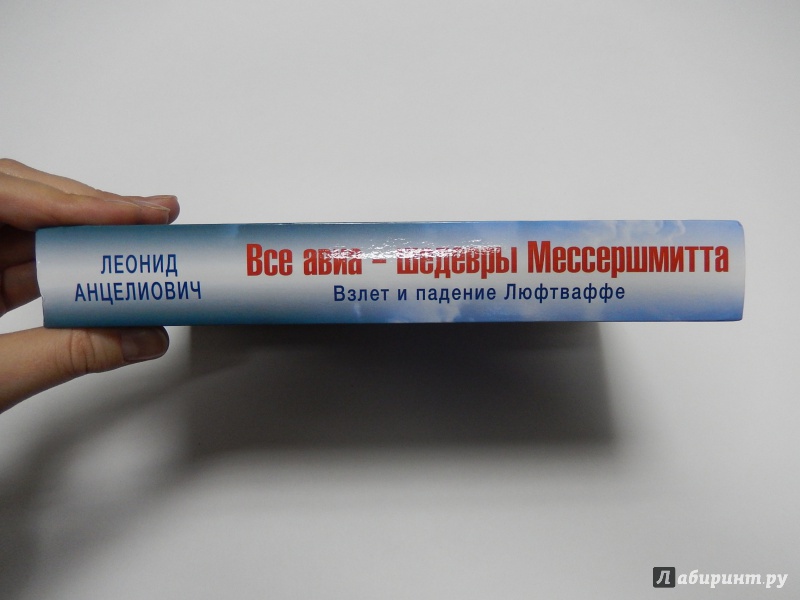 ЛЕОНИД
АНЦЕЛИОВИЧ
Все авиа – шедевры Мессершмитта
Взлет и падение Люфтваффе
Лабиринт.ру